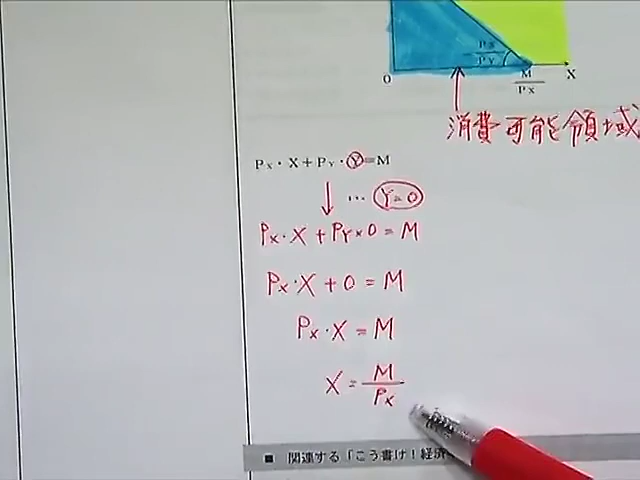 PX
PY
0
M
PX
X
消費可能領域
PX・X+PY・Y=M
… Y=0
PX・X+PY×0=M
PX・X+0=M
PX・X=M
X=M/PX
■ 関連する「こう書け!経済